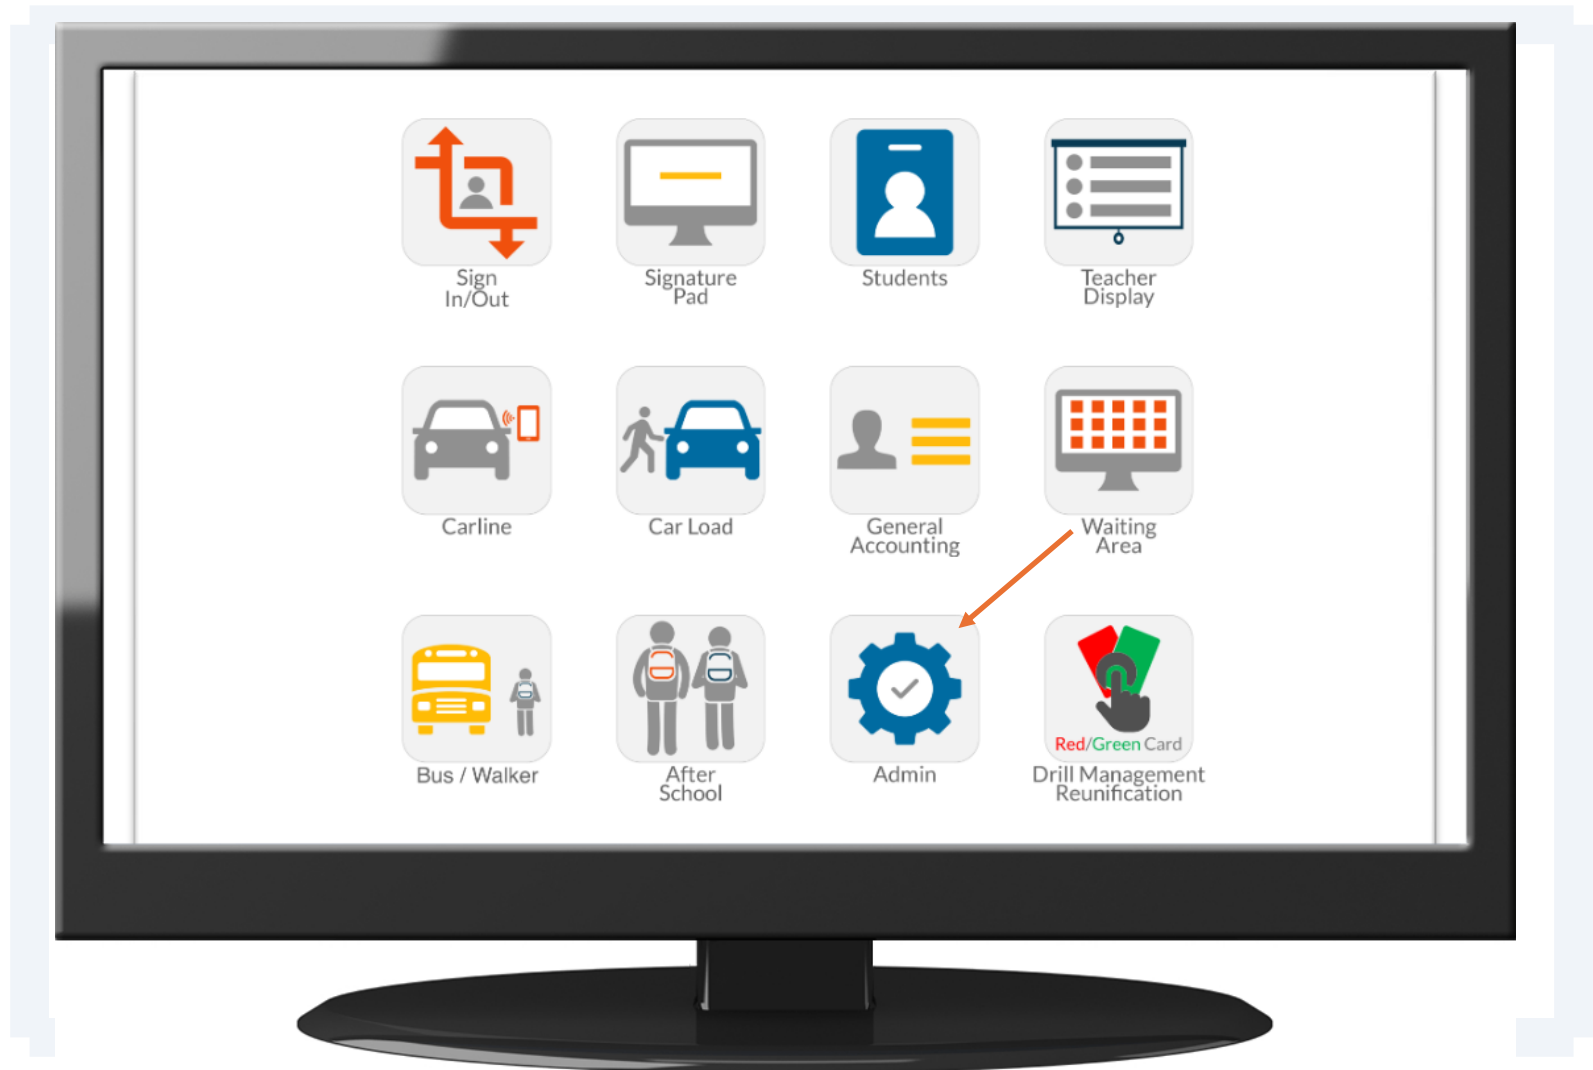 Sign
In/Out
Signature
Pad
Students
Teacher
Display
Carline
Car Load
General
Accounting
Waiting
Area
Bus / Walker
After
School
Admin
Red/Green Card
Drill Management
Reunification